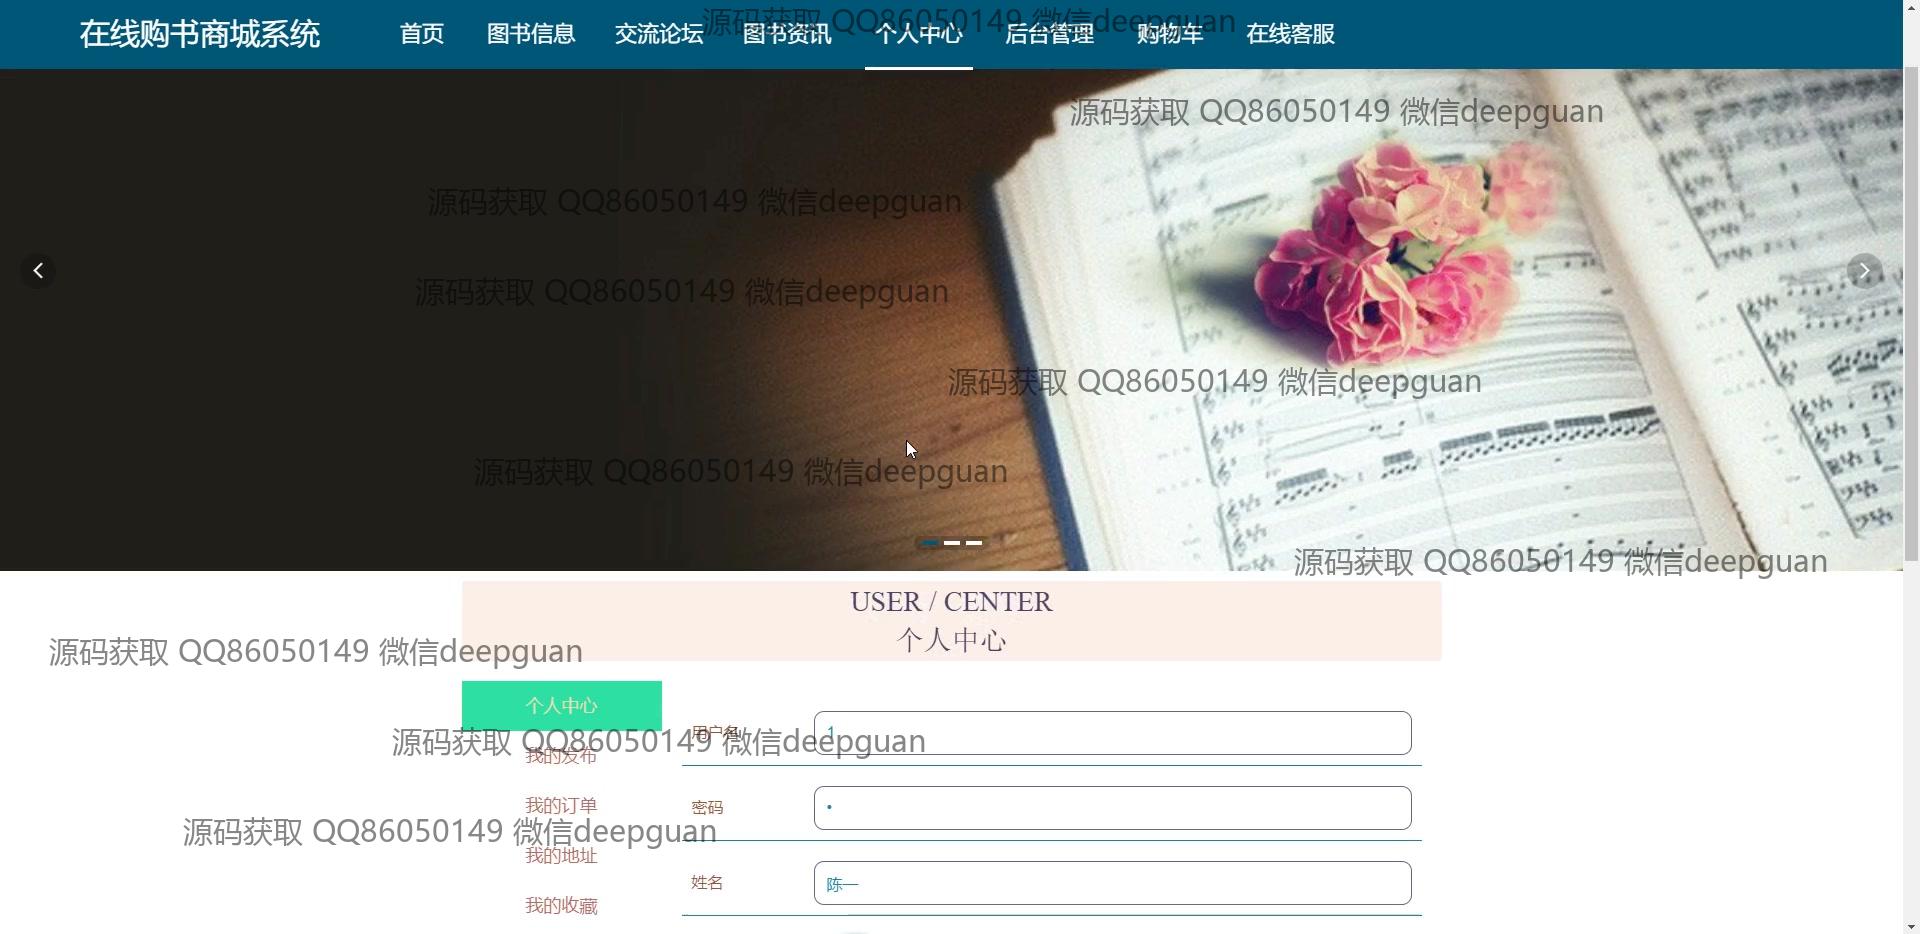 在线购书商城系统 首页 图书信息 交流论坛 图书资讯 个人中心 后台管理 购物车 在线客服
源码获取 QQ86050149 微信deepguan
源码获取 QQ86050149 微信deepguan
源码获取 QQ86050149 微信deepguan
源码获取 QQ86050149 微信deepguan
源码获取 QQ86050149 微信deepguan
源码获取 QQ86050149 微信deepguan
源码获取 QQ86050149 微信deepguan
USER / CENTER
个人中心
源码获取 QQ86050149 微信deepguan
个人中心
用户名 1
源码获取 QQ86050149 微信deepguan
我的发布
我的订单
密码 •
源码获取 QQ86050149 微信deepguan
我的地址
姓名 陈一
我的收藏